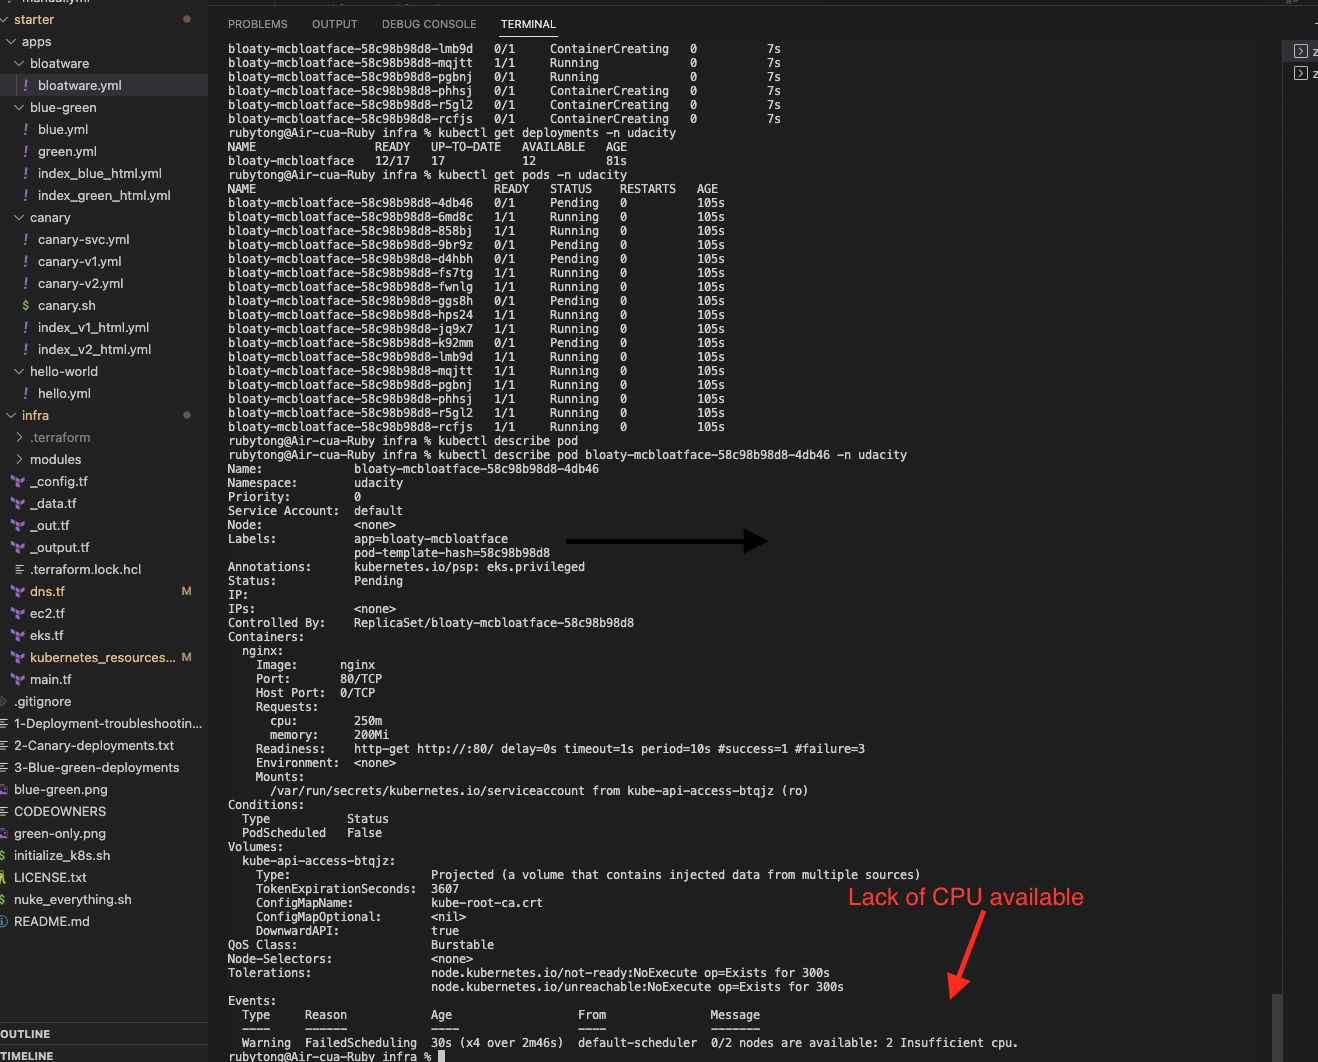 manual.yml
starter
apps
bloatware
bloatware.yml
blue-green
blue.yml
green.yml
index_blue_html.yml
index_green_html.yml
canary
canary-svc.yml
canary-v1.yml
canary-v2.yml
canary.sh
index_v1_html.yml
index_v2_html.yml
hello-world
hello.yml
infra
.terraform
modules
_config.tf
_data.tf
_out.tf
_output.tf
.terraform.lock.hcl
dns.tf M
ec2.tf
eks.tf
kubernetes_resources... M
main.tf
.gitignore
1-Deployment-troubleshootin...
2-Canary-deployments.txt
3-Blue-green-deployments
blue-green.png
CODEOWNERS
green-only.png
initialize_k8s.sh
LICENSE.txt
nuke_everything.sh
README.md
OUTLINE
TIMELINE
PROBLEMS OUTPUT DEBUG CONSOLE TERMINAL
bloaty-mcbloatface-58c98b98d8-lmb9d 0/1 ContainerCreating 0 7s
bloaty-mcbloatface-58c98b98d8-mqjtt 1/1 Running 0 7s
bloaty-mcbloatface-58c98b98d8-pgbnj 0/1 Running 0 7s
bloaty-mcbloatface-58c98b98d8-phhsj 0/1 ContainerCreating 0 7s
bloaty-mcbloatface-58c98b98d8-r5gl2 0/1 ContainerCreating 0 7s
bloaty-mcbloatface-58c98b98d8-rcfjs 0/1 ContainerCreating 0 7s
rubytong@Air-cua-Ruby infra % kubectl get deployments -n udacity
NAME READY UP-TO-DATE AVAILABLE AGE
bloaty-mcbloatface 12/17 17 12 81s
rubytong@Air-cua-Ruby infra % kubectl get pods -n udacity
NAME READY STATUS RESTARTS AGE
bloaty-mcbloatface-58c98b98d8-4db46 0/1 Pending 0 105s
bloaty-mcbloatface-58c98b98d8-6md8c 1/1 Running 0 105s
bloaty-mcbloatface-58c98b98d8-858bj 1/1 Running 0 105s
bloaty-mcbloatface-58c98b98d8-9br9z 0/1 Pending 0 105s
bloaty-mcbloatface-58c98b98d8-d4hbh 0/1 Pending 0 105s
bloaty-mcbloatface-58c98b98d8-fs7tg 1/1 Running 0 105s
bloaty-mcbloatface-58c98b98d8-fwnlg 1/1 Running 0 105s
bloaty-mcbloatface-58c98b98d8-ggs8h 0/1 Pending 0 105s
bloaty-mcbloatface-58c98b98d8-hps24 1/1 Running 0 105s
bloaty-mcbloatface-58c98b98d8-jq9x7 1/1 Running 0 105s
bloaty-mcbloatface-58c98b98d8-k92mm 0/1 Pending 0 105s
bloaty-mcbloatface-58c98b98d8-lmb9d 1/1 Running 0 105s
bloaty-mcbloatface-58c98b98d8-mqjtt 1/1 Running 0 105s
bloaty-mcbloatface-58c98b98d8-pgbnj 1/1 Running 0 105s
bloaty-mcbloatface-58c98b98d8-phhsj 1/1 Running 0 105s
bloaty-mcbloatface-58c98b98d8-r5gl2 1/1 Running 0 105s
bloaty-mcbloatface-58c98b98d8-rcfjs 1/1 Running 0 105s
rubytong@Air-cua-Ruby infra % kubectl describe pod
rubytong@Air-cua-Ruby infra % kubectl describe pod bloaty-mcbloatface-58c98b98d8-4db46 -n udacity
Name: bloaty-mcbloatface-58c98b98d8-4db46
Namespace: udacity
Priority: 0
Service Account: default
Node: <none>
Labels: app=bloaty-mcbloatface
pod-template-hash=58c98b98d8
Annotations: kubernetes.io/psp: eks.privileged
Status: Pending
IP:
IPs: <none>
Controlled By: ReplicaSet/bloaty-mcbloatface-58c98b98d8
Containers:
nginx:
Image: nginx
Port: 80/TCP
Host Port: 0/TCP
Requests:
cpu: 250m
memory: 200Mi
Readiness: http-get http://:80/ delay=0s timeout=1s period=10s #success=1 #failure=3
Environment: <none>
Mounts:
/var/run/secrets/kubernetes.io/serviceaccount from kube-api-access-btqjz (ro)
Conditions:
Type Status
PodScheduled False
Volumes:
kube-api-access-btqjz:
Type: Projected (a volume that contains injected data from multiple sources)
TokenExpirationSeconds: 3607
ConfigMapName: kube-root-ca.crt
ConfigMapOptional: <nil>
DownwardAPI: true
QoS Class: Burstable
Node-Selectors: <none>
Tolerations: node.kubernetes.io/not-ready:NoExecute op=Exists for 300s
node.kubernetes.io/unreachable:NoExecute op=Exists for 300s
Events:
Type Reason Age From Message
---- ------ ---- ---- -------
Warning FailedScheduling 30s (x4 over 2m46s) default-scheduler 0/2 nodes are available: 2 Insufficient cpu.
rubytong@Air-cua-Ruby infra %
Lack of CPU available
z
z